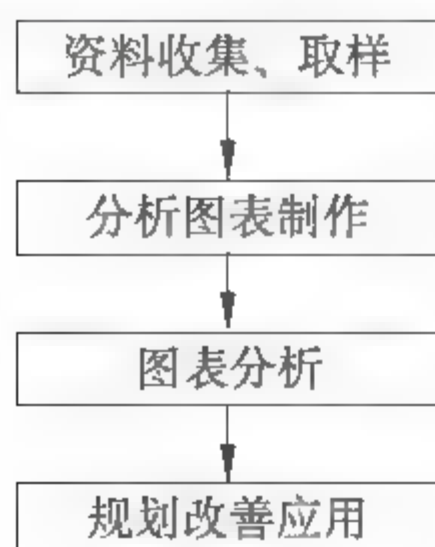 资料收集、取样
分析图表制作
图表分析
规划改善应用